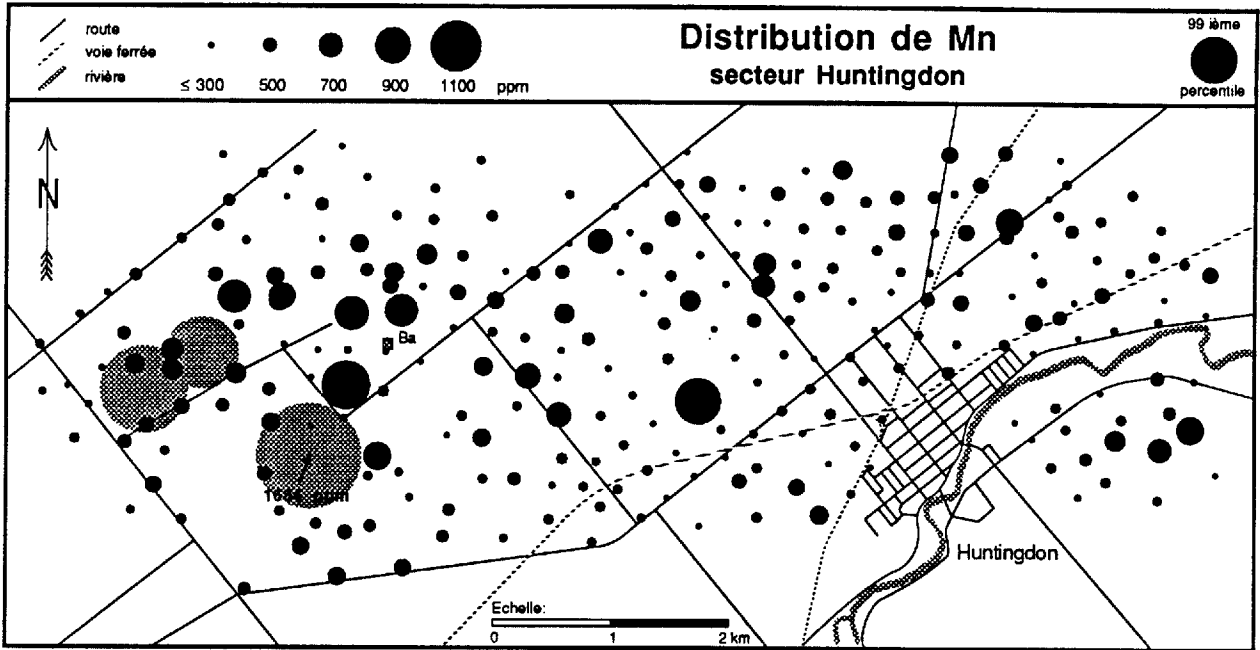 route
voie ferrée
rivière
≤ 300 500 700 900 1100 ppm
Distribution de Mn
secteur Huntingdon
99 ième
percentile
N
Ba
ppm
Huntingdon
Echelle:
0 1 2 km